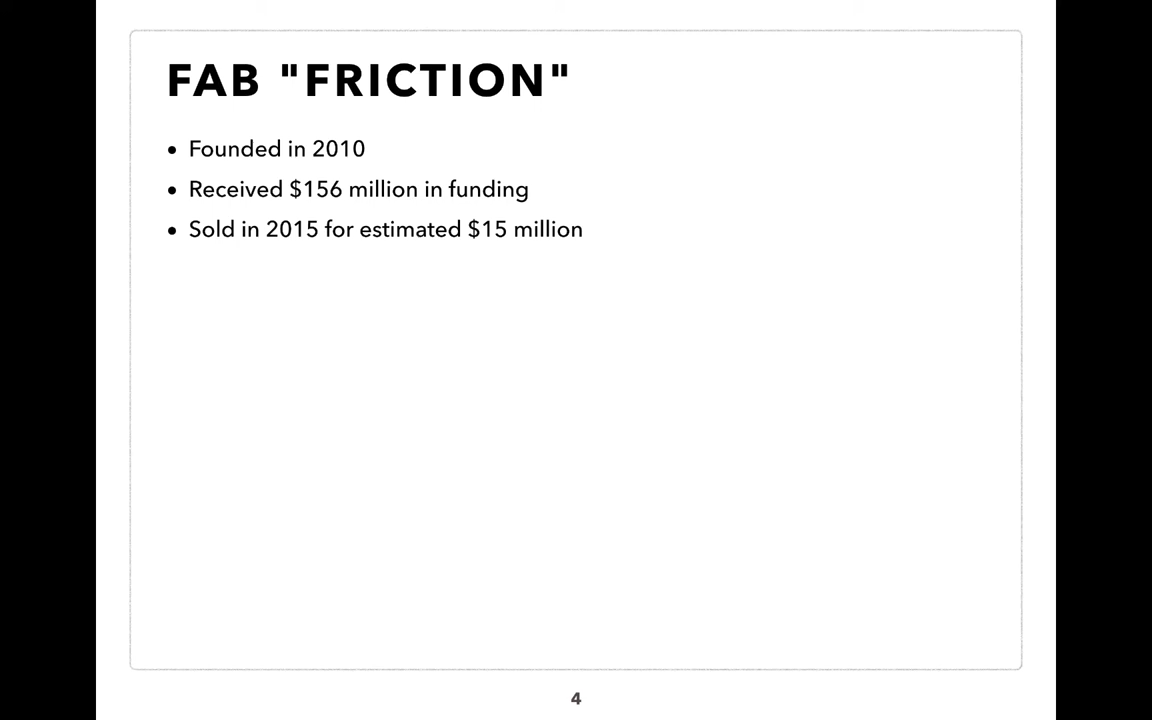 FAB "FRICTION"
• Founded in 2010
• Received $156 million in funding
• Sold in 2015 for estimated $15 million
4